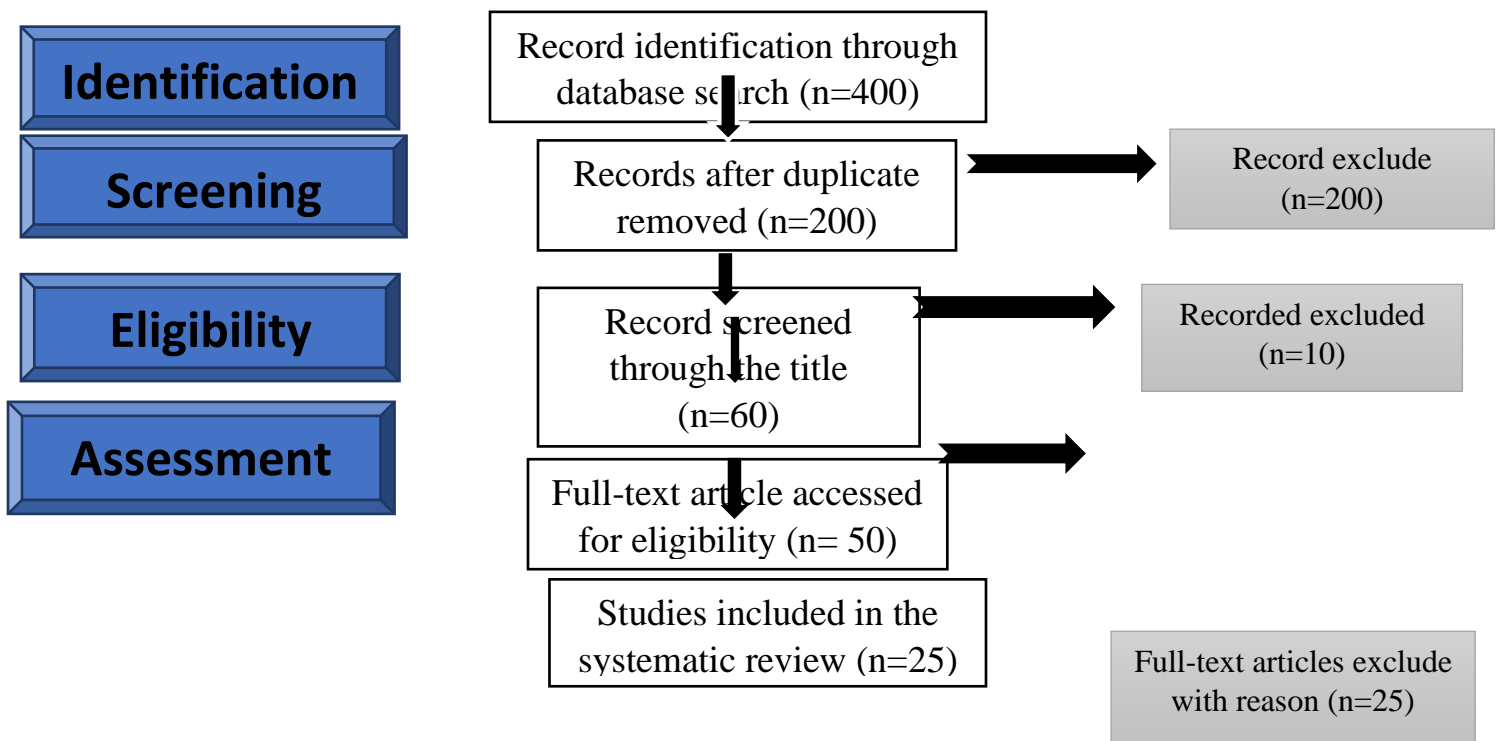 Identification
Record identification through
database search (n=400)
Screening
Records after duplicate
removed (n=200)
Record exclude
(n=200)
Eligibility
Record screened
through the title
(n=60)
Recorded excluded
(n=10)
Assessment
Full-text article accessed
for eligibility (n= 50)
Studies included in the
systematic review (n=25)
Full-text articles exclude
with reason (n=25)